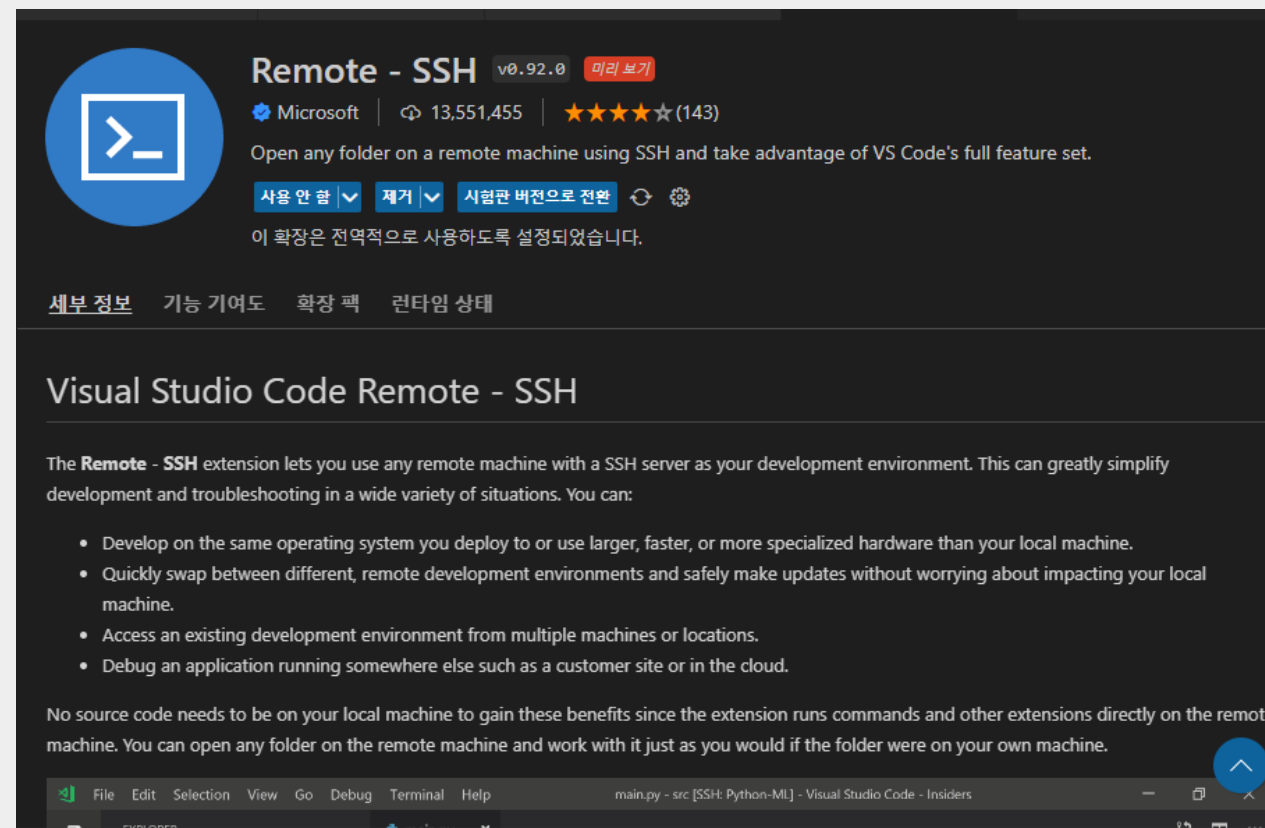 Remote - SSH v0.92.0 미리 보기
Microsoft 13,551,455 (143)
Open any folder on a remote machine using SSH and take advantage of VS Code's full feature set.
사용 안 함 제거 시험판 버전으로 전환
이 확장은 전역적으로 사용하도록 설정되었습니다.
세부 정보 기능 기여도 확장 팩 런타임 상태
Visual Studio Code Remote - SSH
The Remote - SSH extension lets you use any remote machine with a SSH server as your development environment. This can greatly simplify
development and troubleshooting in a wide variety of situations. You can:
• Develop on the same operating system you deploy to or use larger, faster, or more specialized hardware than your local machine.
• Quickly swap between different, remote development environments and safely make updates without worrying about impacting your local
machine.
• Access an existing development environment from multiple machines or locations.
• Debug an application running somewhere else such as a customer site or in the cloud.
No source code needs to be on your local machine to gain these benefits since the extension runs commands and other extensions directly on the remot
machine. You can open any folder on the remote machine and work with it just as you would if the folder were on your own machine.
File Edit Selection View Go Debug Terminal Help main.py - src [SSH: Python-ML] - Visual Studio Code - Insiders